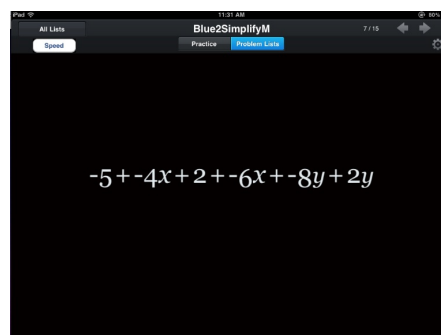 iPad 11:31 AM 80%
All Lists Blue2SimplifyM 7/15
Speed Practice Problem Lists
-5+-4x+2+-6x+-8y+2y